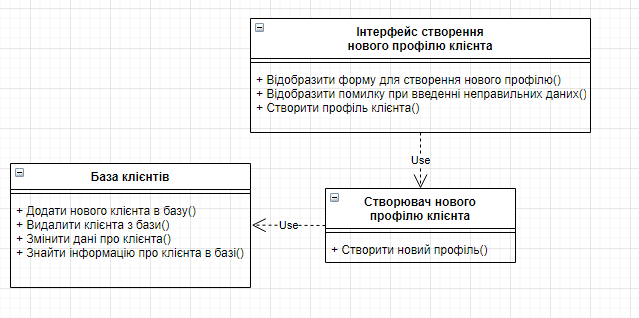 Інтерфейс створення
нового профілю клієнта
+ Відобразити форму для створення нового профілю()
+ Відобразити помилку при введенні неправильних даних()
+ Створити профіль клієнта()
Use
База клієнтів
+ Додати нового клієнта в базу()
+ Видалити клієнта з бази()
+ Змінити дані про клієнта()
+ Знайти інформацію про клієнта в базі()
Use
Створювач нового
профілю клієнта
+ Створити новий профіль()